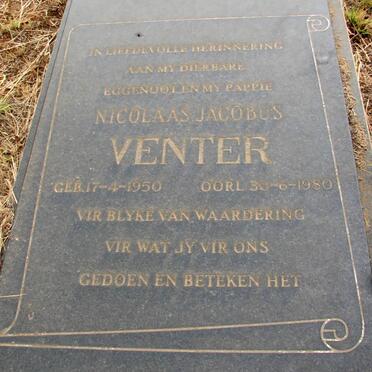 IN LIEFDEVOLLE HERINNERING
AAN MY DIERBARE
EGGENOOT EN MY PAPPIE
NICOLAAS JACOBUS
VENTER
GEB. 17-4-1950 OORL. 30-6-1980
VIR BLYKE VAN WAARDERING
VIR WAT JY VIR ONS
GEDOEN EN BETEKEN HET